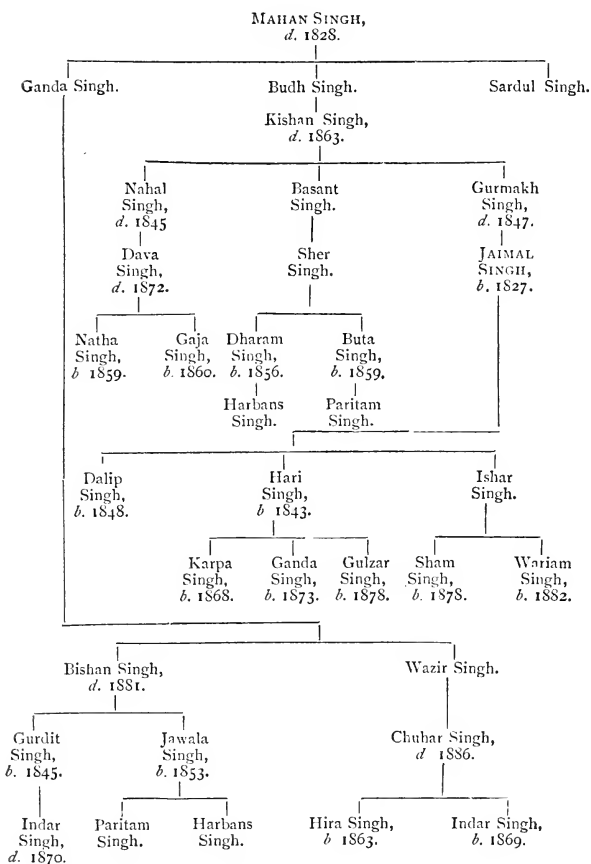 MAHAN SINGH,
d. 1828.
Ganda Singh. Budh Singh. Sardul Singh.
Kishan Singh,
d. 1863.
Nahal Basant Gurmakh
Singh, Singh. Singh,
d. 1845 d. 1847.
Dava Sher JAIMAL
Singh, Singh. SINGH,
d. 1872. b. 1827.
Natha Gaja Dharam Buta
Singh, Singh, Singh, Singh,
b 1859. b. 1860. b. 1856. b. 1859,
Harbans Paritam
Singh. Singh.
Dalip Hari Ishar
Singh, Singh, Singh.
b. 1848. b 1843.
Karpa Ganda Gulzar Sham Wariam
Singh, Singh, Singh, Singh, Singh,
b. 1868. b. 1873. b. 1878. b. 1878. b. 1882.
Bishan Singh, Wazir Singh.
d. 1881.
Gurdit Jawala Chuhar Singh,
Singh, Singh, d 1886.
b. 1845. b. 1853.
Indar Paritam Harbans Hira Singh, Indar Singh,
Singh, Singh. Singh. b 1863. b. 1869.
d. 1870.